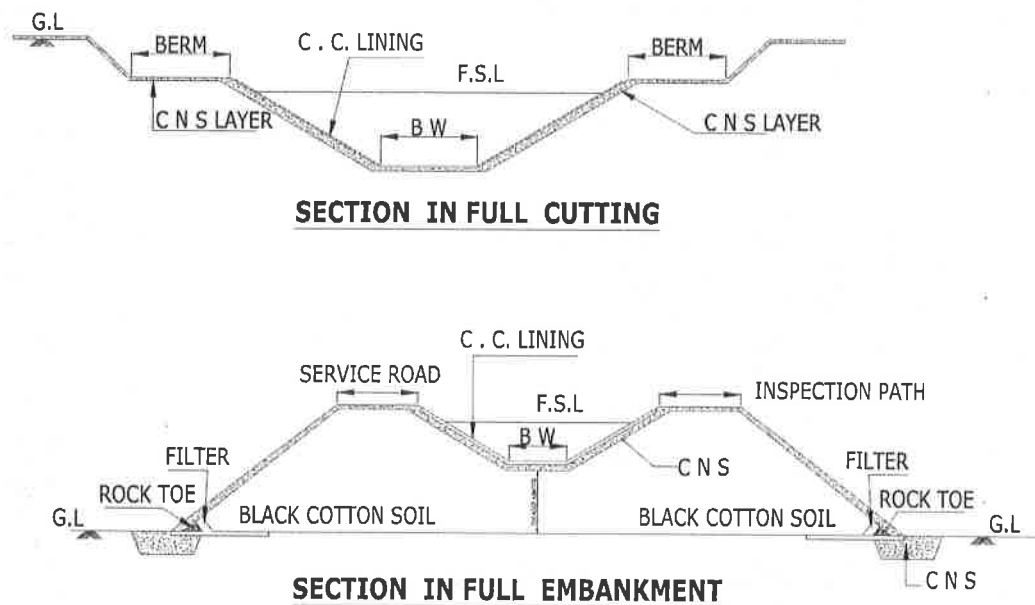 G.L
BERM
C . C. LINING
BERM
F.S.L
C N S LAYER
B W
C N S LAYER
SECTION IN FULL CUTTING
C . C. LINING
SERVICE ROAD
F.S.L
INSPECTION PATH
B W
FILTER
C N S
FILTER
ROCK TOE
ROCK TOE
G.L
BLACK COTTON SOIL
BLACK COTTON SOIL
G.L
C N S
SECTION IN FULL EMBANKMENT